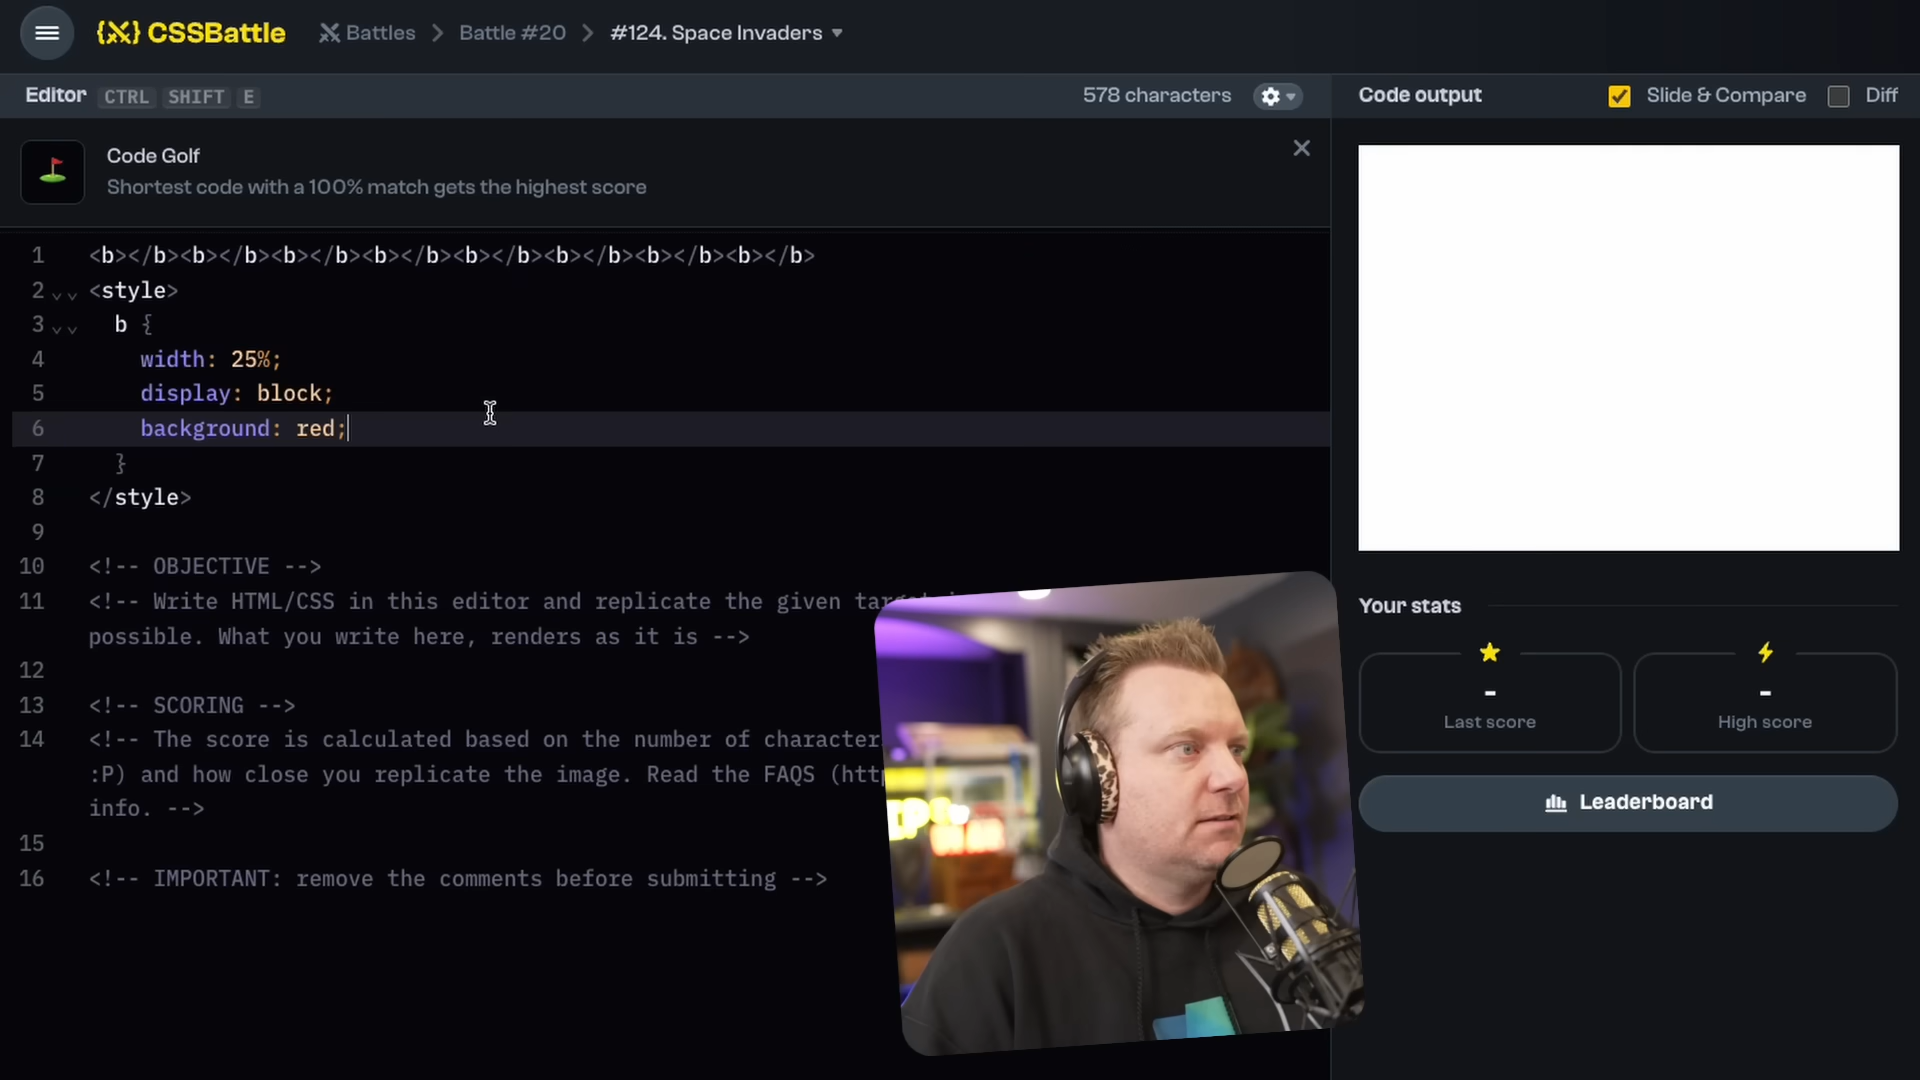 CSSBattle
Battles
Battle #20
#124. Space Invaders
Editor CTRL SHIFT E
578 characters
Code output
Slide & Compare
Diff
Code Golf
Shortest code with a 100% match gets the highest score
1 <b></b><b></b><b></b><b></b><b></b><b></b><b></b><b></b>
2 <style>
3 b {
4 width: 25%;
5 display: block;
6 background: red;
7 }
8 </style>
9
10 <!-- OBJECTIVE -->
11 <!-- Write HTML/CSS in this editor and replicate the given
possible. What you write here, renders as it is -->
12
13 <!-- SCORING -->
14 <!-- The score is calculated based on the number of
:P) and how close you replicate the image. Read the FAQS
info. -->
15
16 <!-- IMPORTANT: remove the comments before submitting -->
Your stats
-
Last score
-
High score
Leaderboard